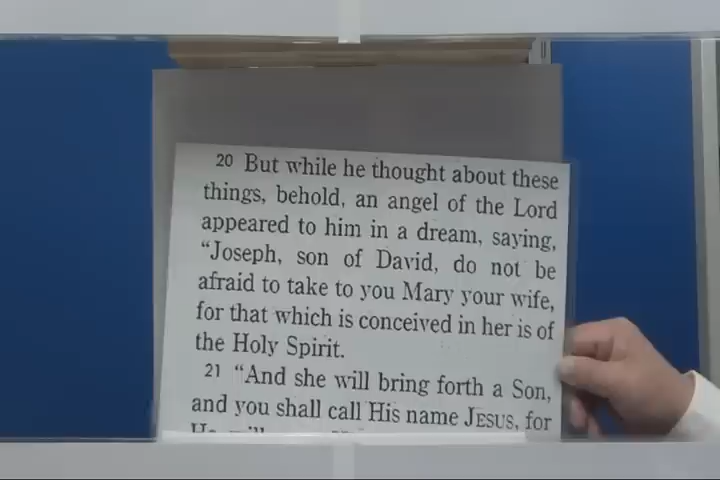 20 But while he thought about these
things, behold, an angel of the Lord
appeared to him in a dream, saying,
“Joseph, son of David, do not be
afraid to take to you Mary your wife,
for that which is conceived in her is of
the Holy Spirit.
21 “And she will bring forth a Son,
and you shall call His name JESUS, for